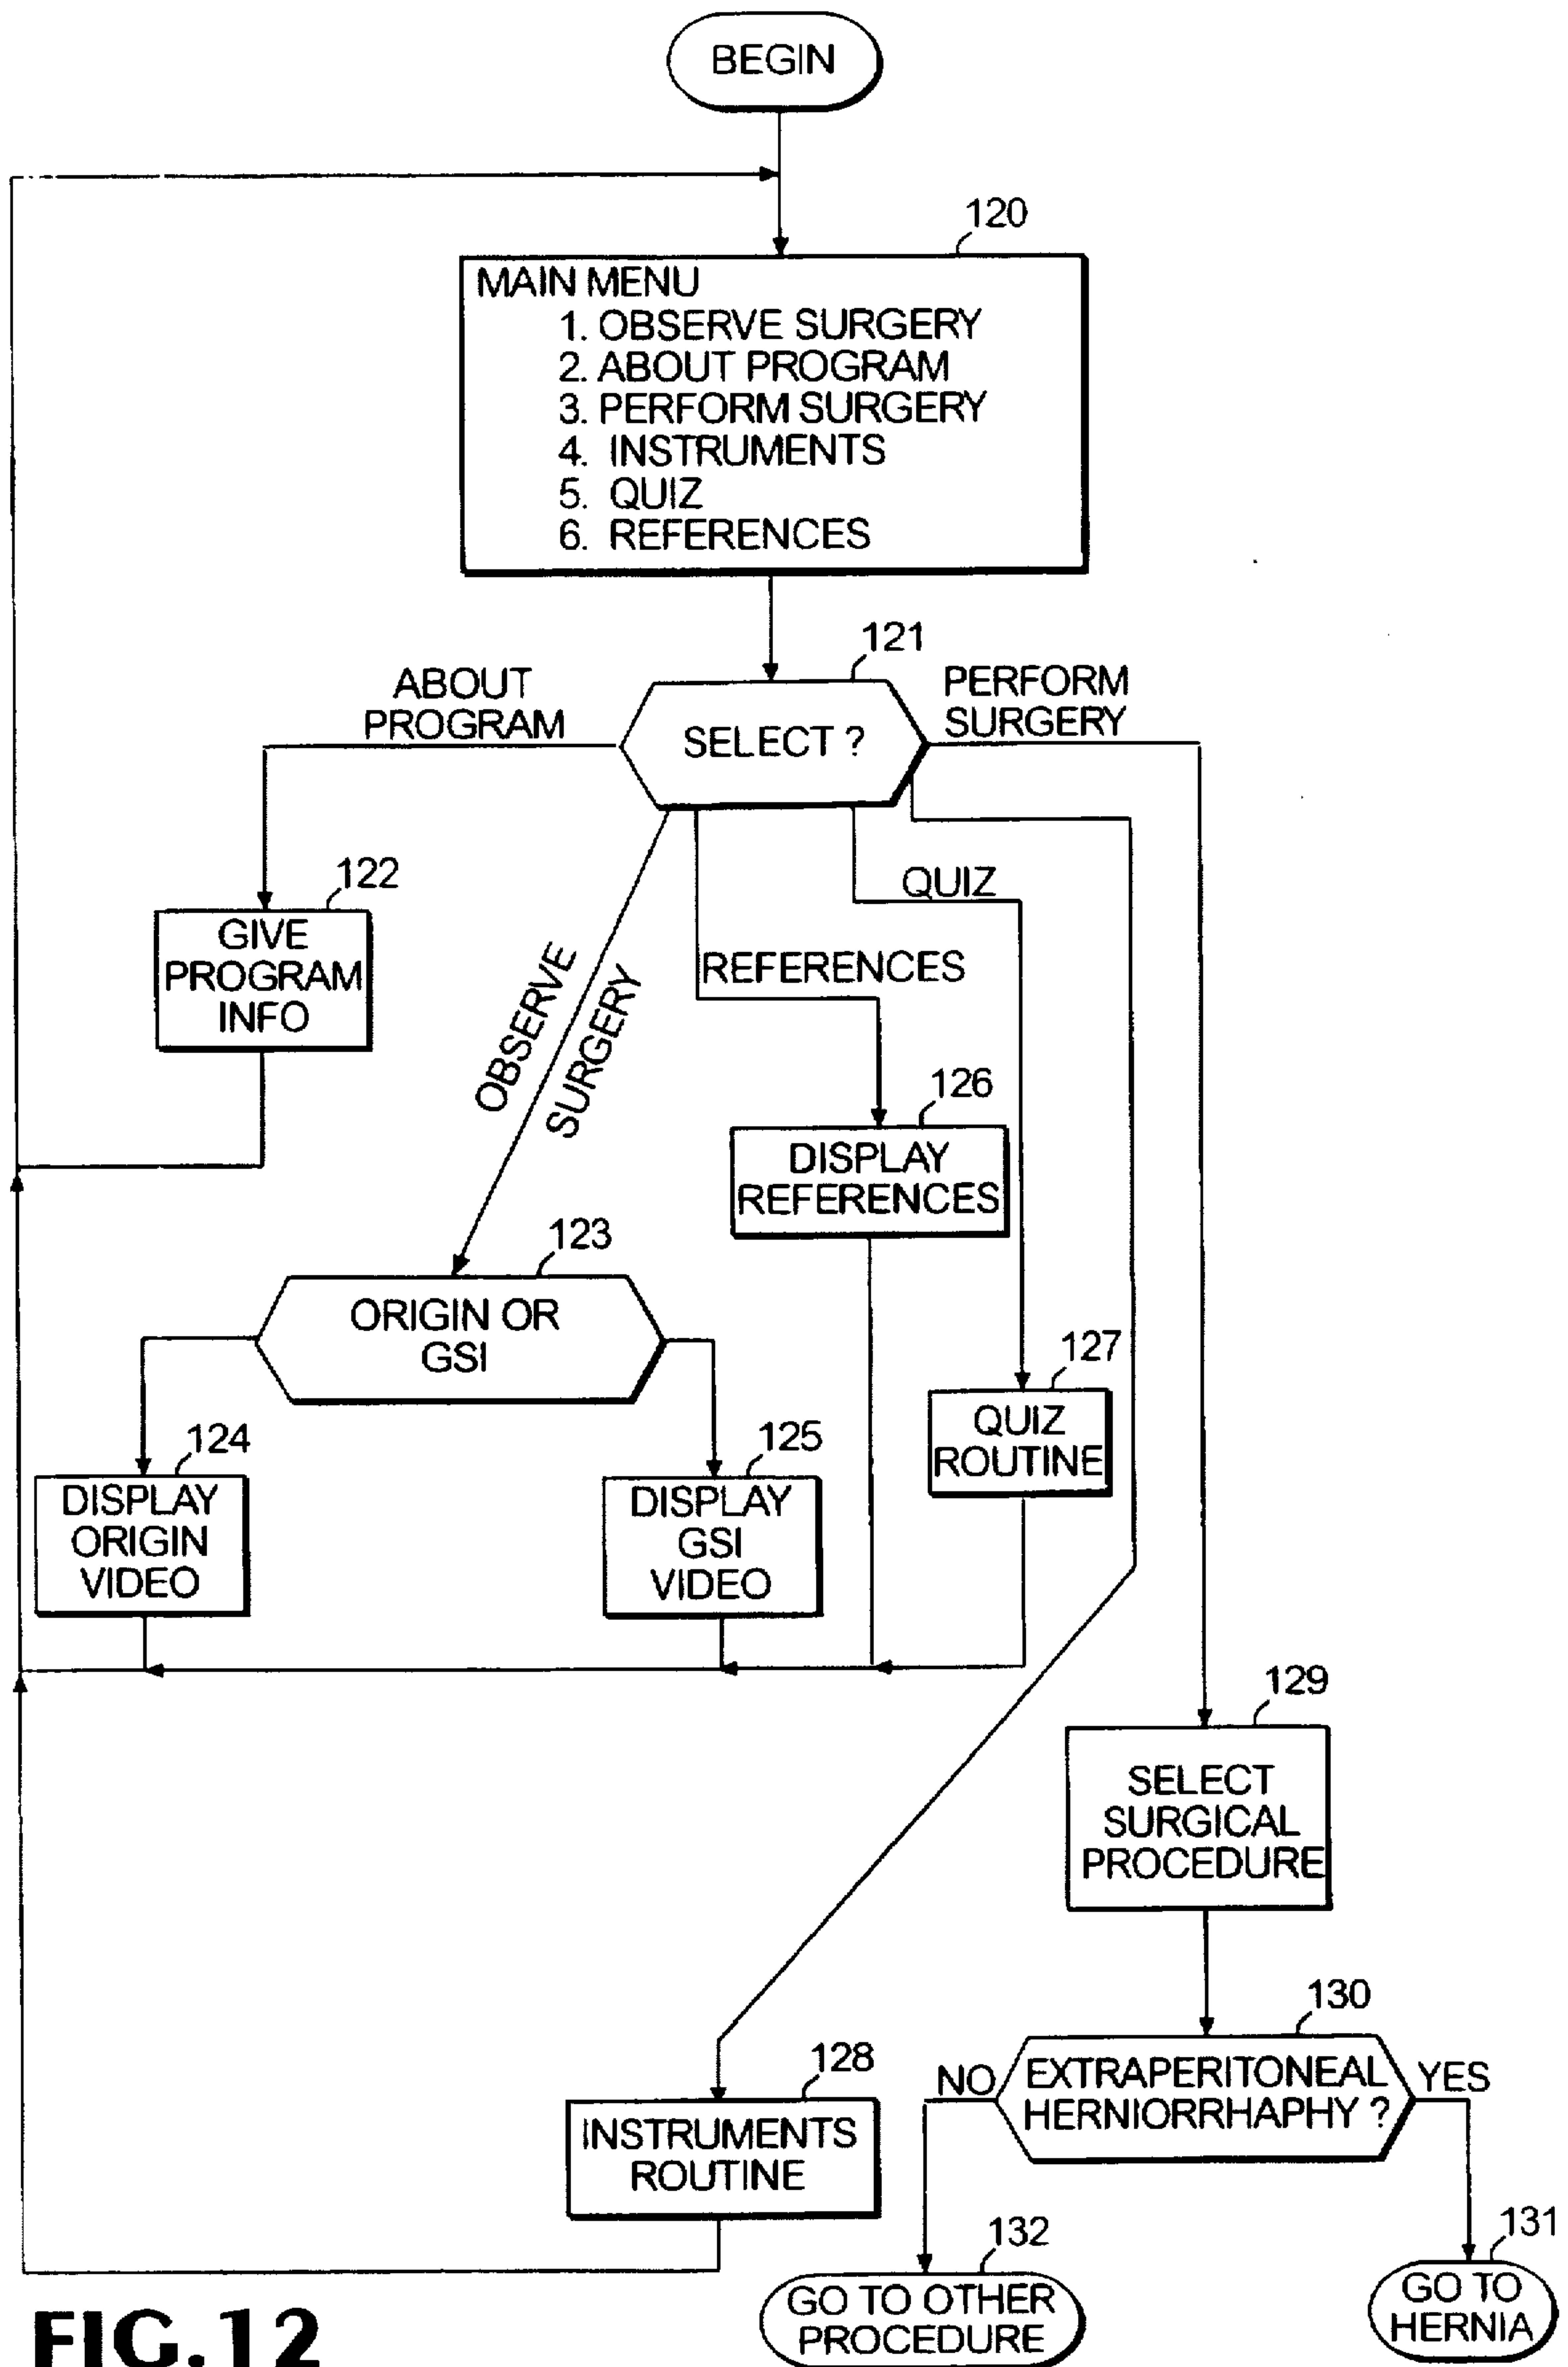 BEGIN
120
MAIN MENU
1. OBSERVE SURGERY
2. ABOUT PROGRAM
3. PERFORM SURGERY
4. INSTRUMENTS
5. QUIZ
6. REFERENCES
121
ABOUT
PROGRAM
SELECT ?
PERFORM
SURGERY
122
GIVE
PROGRAM
INFO
OBSERVE
SURGERY
REFERENCES
QUIZ
126
DISPLAY
REFERENCES
123
ORIGIN OR
GSI
127
QUIZ
ROUTINE
124
DISPLAY
ORIGIN
VIDEO
125
DISPLAY
GSI
VIDEO
129
SELECT
SURGICAL
PROCEDURE
130
NO
EXTRAPERITONEAL
HERNIORRHAPHY ?
YES
128
INSTRUMENTS
ROUTINE
132
GO TO OTHER
PROCEDURE
131
GO TO
HERNIA
FIG.12